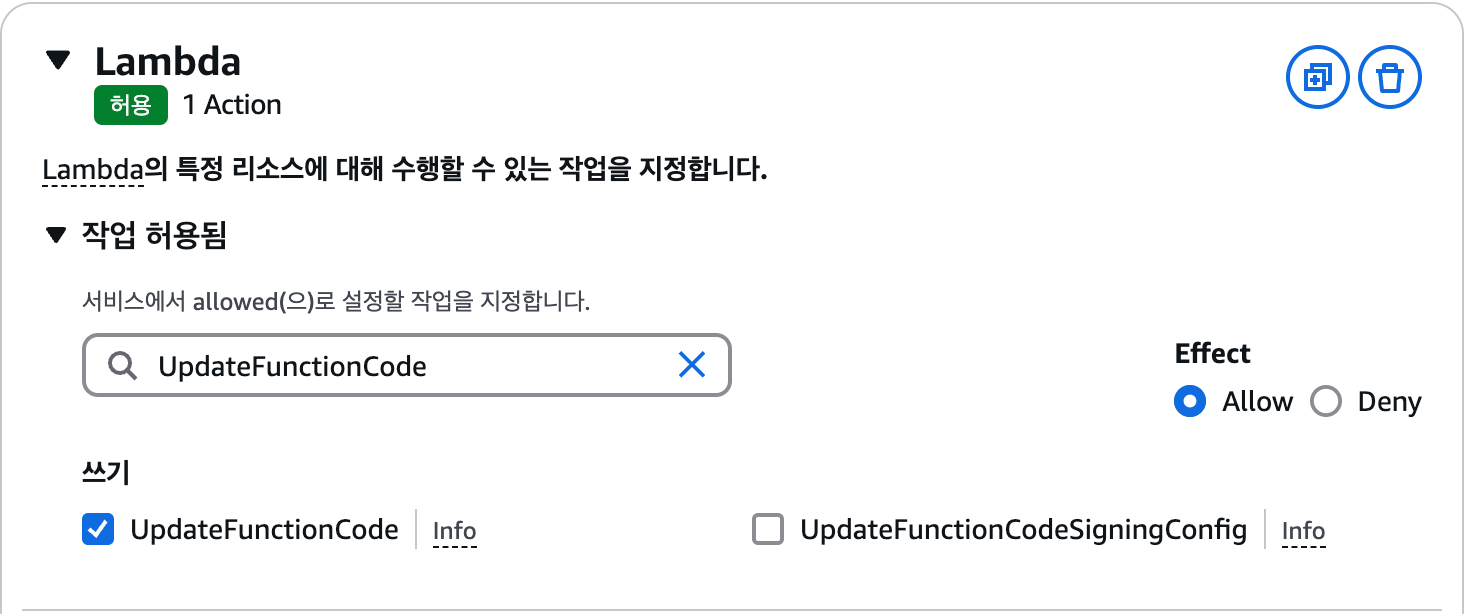 Lambda
허용 1 Action
Lambda의 특정 리소스에 대해 수행할 수 있는 작업을 지정합니다.
작업 허용됨
서비스에서 allowed(으)로 설정할 작업을 지정합니다.
UpdateFunctionCode
Effect
Allow Deny
쓰기
UpdateFunctionCode Info UpdateFunctionCodeSigningConfig Info